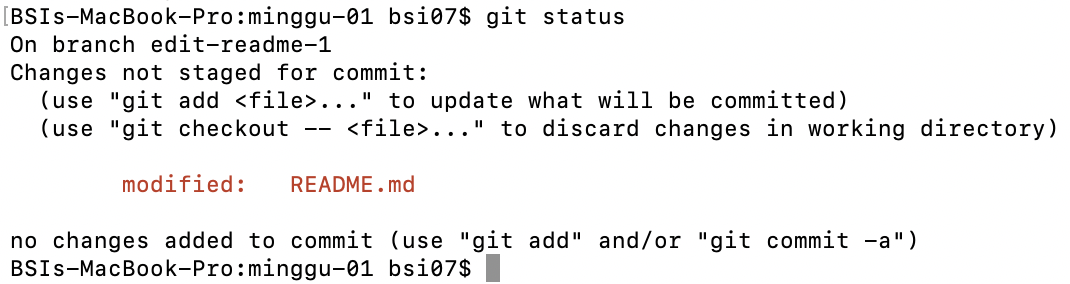 [BSIs-MacBook-Pro:minggu-01 bsi07$ git status
On branch edit-readme-1
Changes not staged for commit:
  (use "git add <file>..." to update what will be committed)
  (use "git checkout -- <file>..." to discard changes in working directory)

        modified:   README.md

no changes added to commit (use "git add" and/or "git commit -a")
BSIs-MacBook-Pro:minggu-01 bsi07$